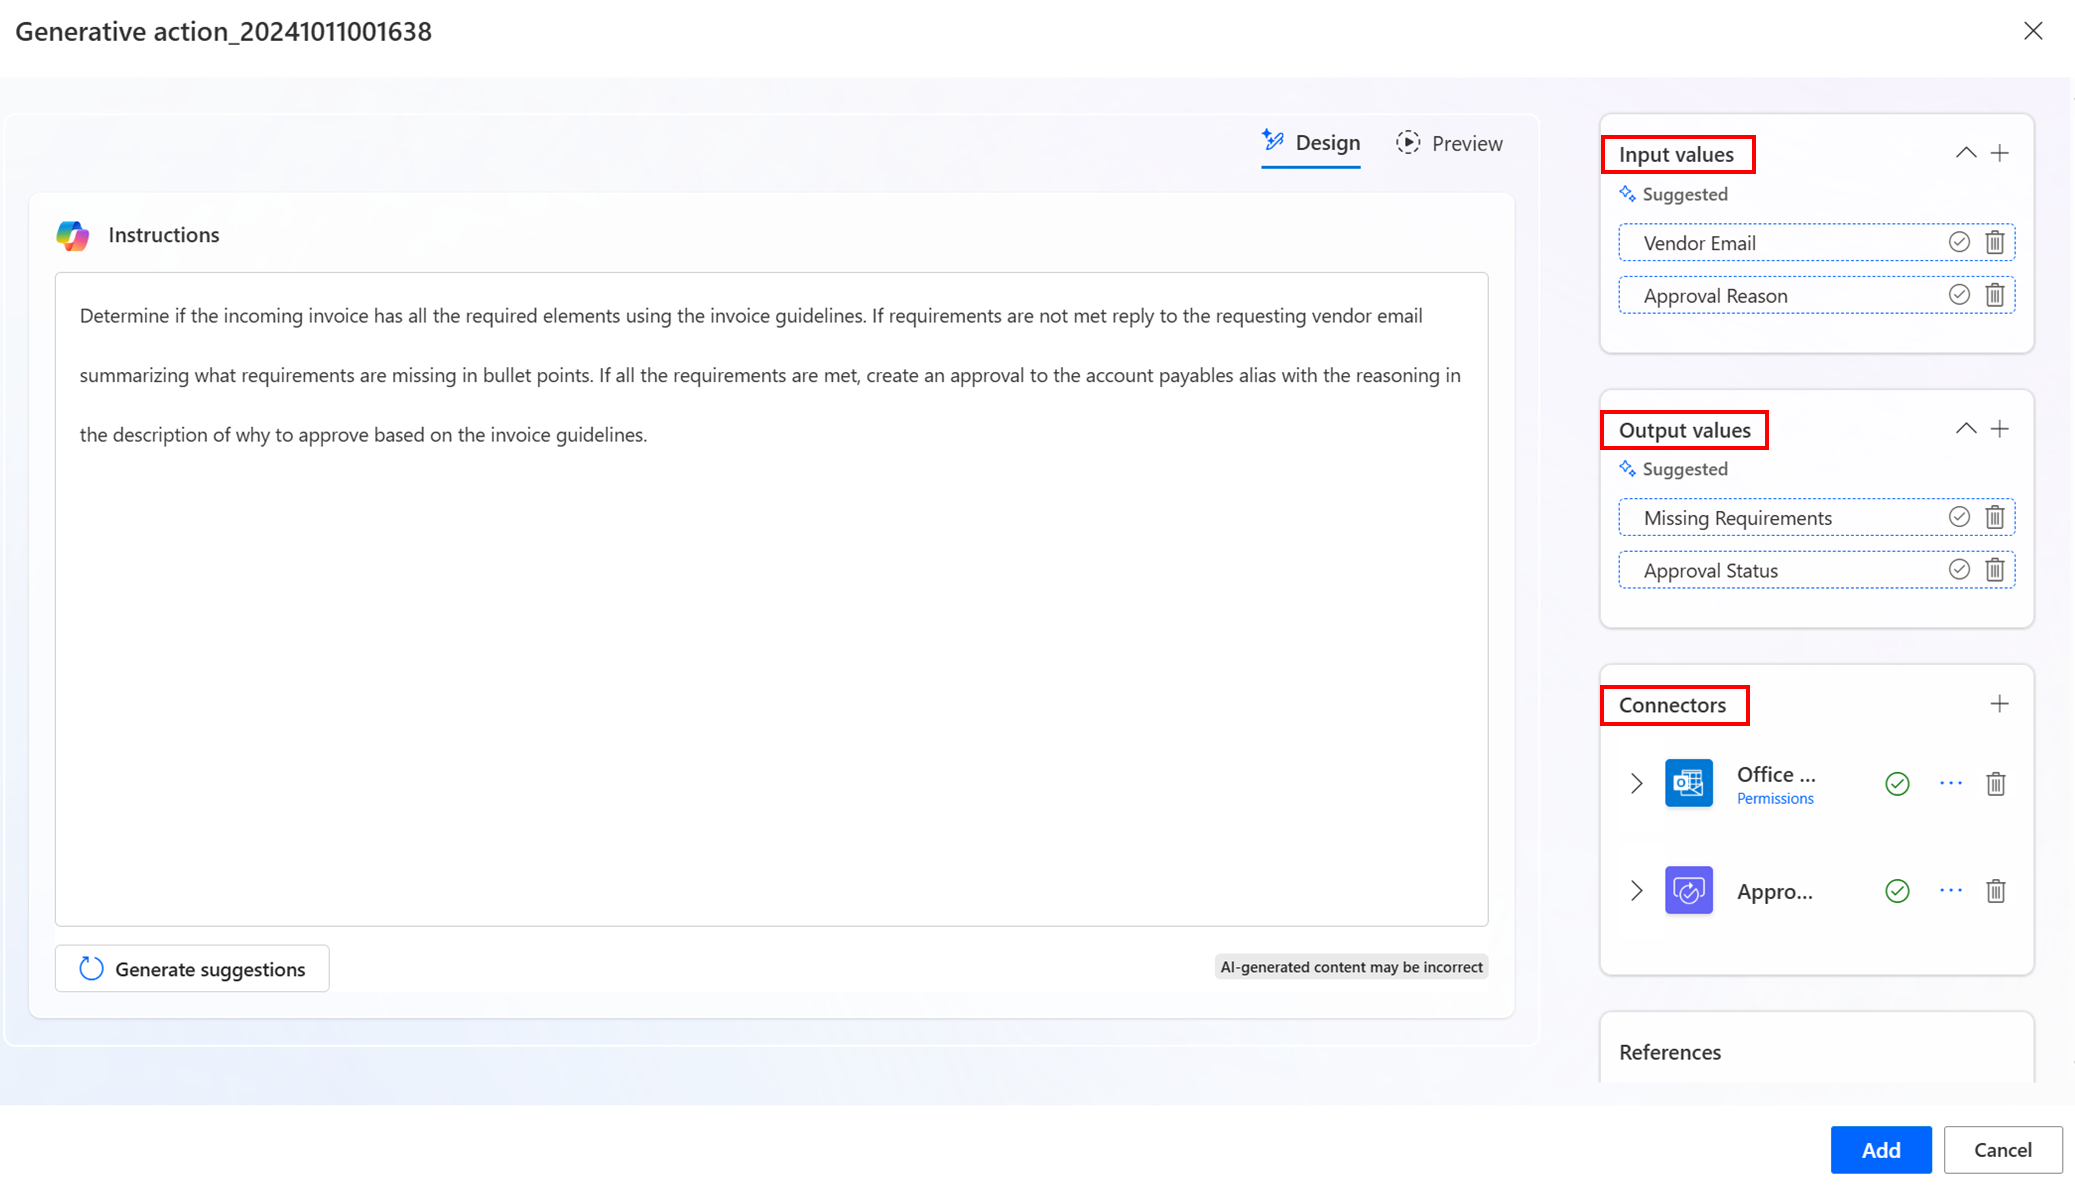 Generative action_20241011001638
Design
Preview
Instructions
Determine if the incoming invoice has all the required elements using the invoice guidelines. If requirements are not met reply to the requesting vendor email
summarizing what requirements are missing in bullet points. If all the requirements are met, create an approval to the account payables alias with the reasoning in
the description of why to approve based on the invoice guidelines.
Generate suggestions
AI-generated content may be incorrect
Input values
Suggested
Vendor Email
Approval Reason
Output values
Suggested
Missing Requirements
Approval Status
Connectors
Office ...
Permissions
Appro...
References
Add
Cancel